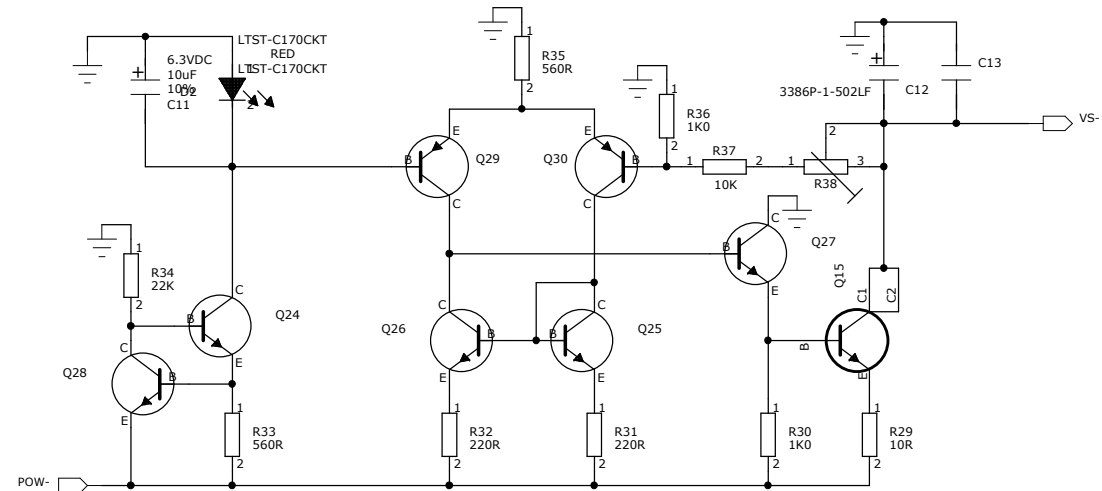 LTST-C170CKT
RED
LTST-C170CKT
1
2
6.3VDC
10uF
10%
D2
C11
1
R35
560R
2
1
R36
1K0
2
E
B
Q29
C
E
Q30
B
C
1
R37
2
10K
3386P-1-502LF
2
1
R38
3
C12
C13
VS-
C
Q27
B
E
1
R34
22K
2
C
B
Q24
E
C
Q28
B
E
1
R33
560R
2
C
Q26
B
E
C
B
Q25
E
1
R32
220R
2
1
R31
220R
2
Q15
C1
C2
B
E
1
R30
1K0
2
1
R29
10R
2
POW-